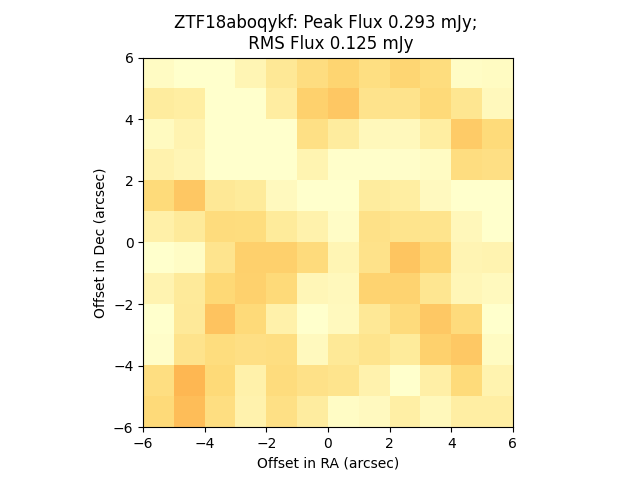 ZTF18aboqykf: Peak Flux 0.293 mJy;
RMS Flux 0.125 mJy
6
4
2
0
−2
−4
−6
Offset in Dec (arcsec)
−6 −4 −2 0 2 4 6
Offset in RA (arcsec)